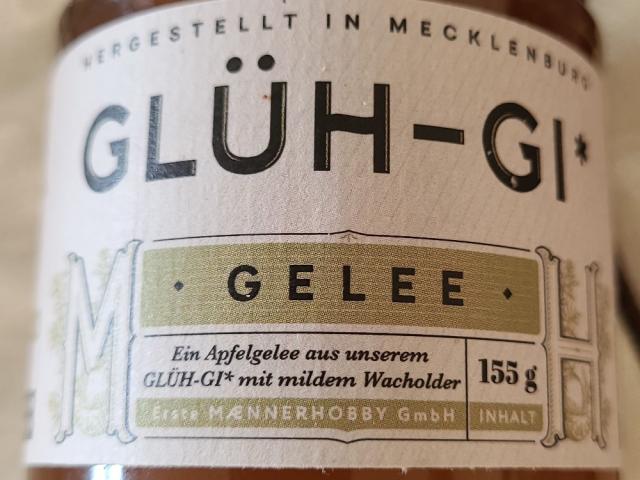 HERGESTELLT IN MECKLENBURG
GLÜH-GI*
M H
· GELEE ·
Ein Apfelgelee aus unserem
GLÜH-GI* mit mildem Wacholder
155 g
Erste MÆNNERHOBBY GmbH
INHALT